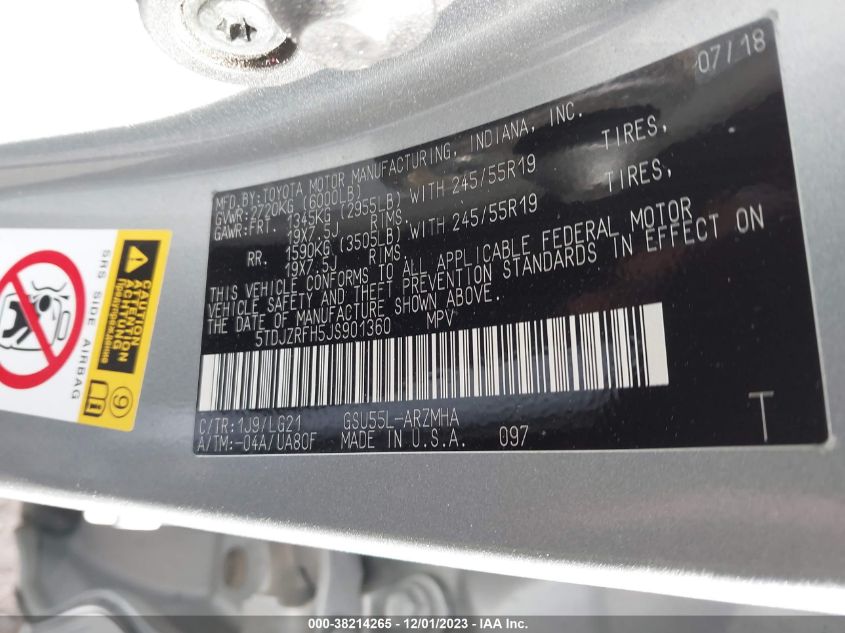 07/18
MFD.BY:TOYOTA MOTOR MANUFACTURING, INDIANA, INC.
GVWR:2720KG (6000LB)
GAWR:FRT. 1345KG (2955LB) WITH 245/55R19 TIRES,
19X7.5J RIMS.
RR. 1590KG (3505LB) WITH 245/55R19 TIRES,
19X7.5J RIMS.
THIS VEHICLE CONFORMS TO ALL APPLICABLE FEDERAL MOTOR
VEHICLE SAFETY AND THEFT PREVENTION STANDARDS IN EFFECT ON
THE DATE OF MANUFACTURE SHOWN ABOVE.
5TDJZRFH5JS901360 MPV
C/TR:1J9/LG21 GSU55L-ARZMHA
A/TM:-04A/UA80F MADE IN U.S.A. 097
T
SRS SIDE AIRBAG
CAUTION
ATTENTION
9
000-38214265 - 12/01/2023 - IAA Inc.